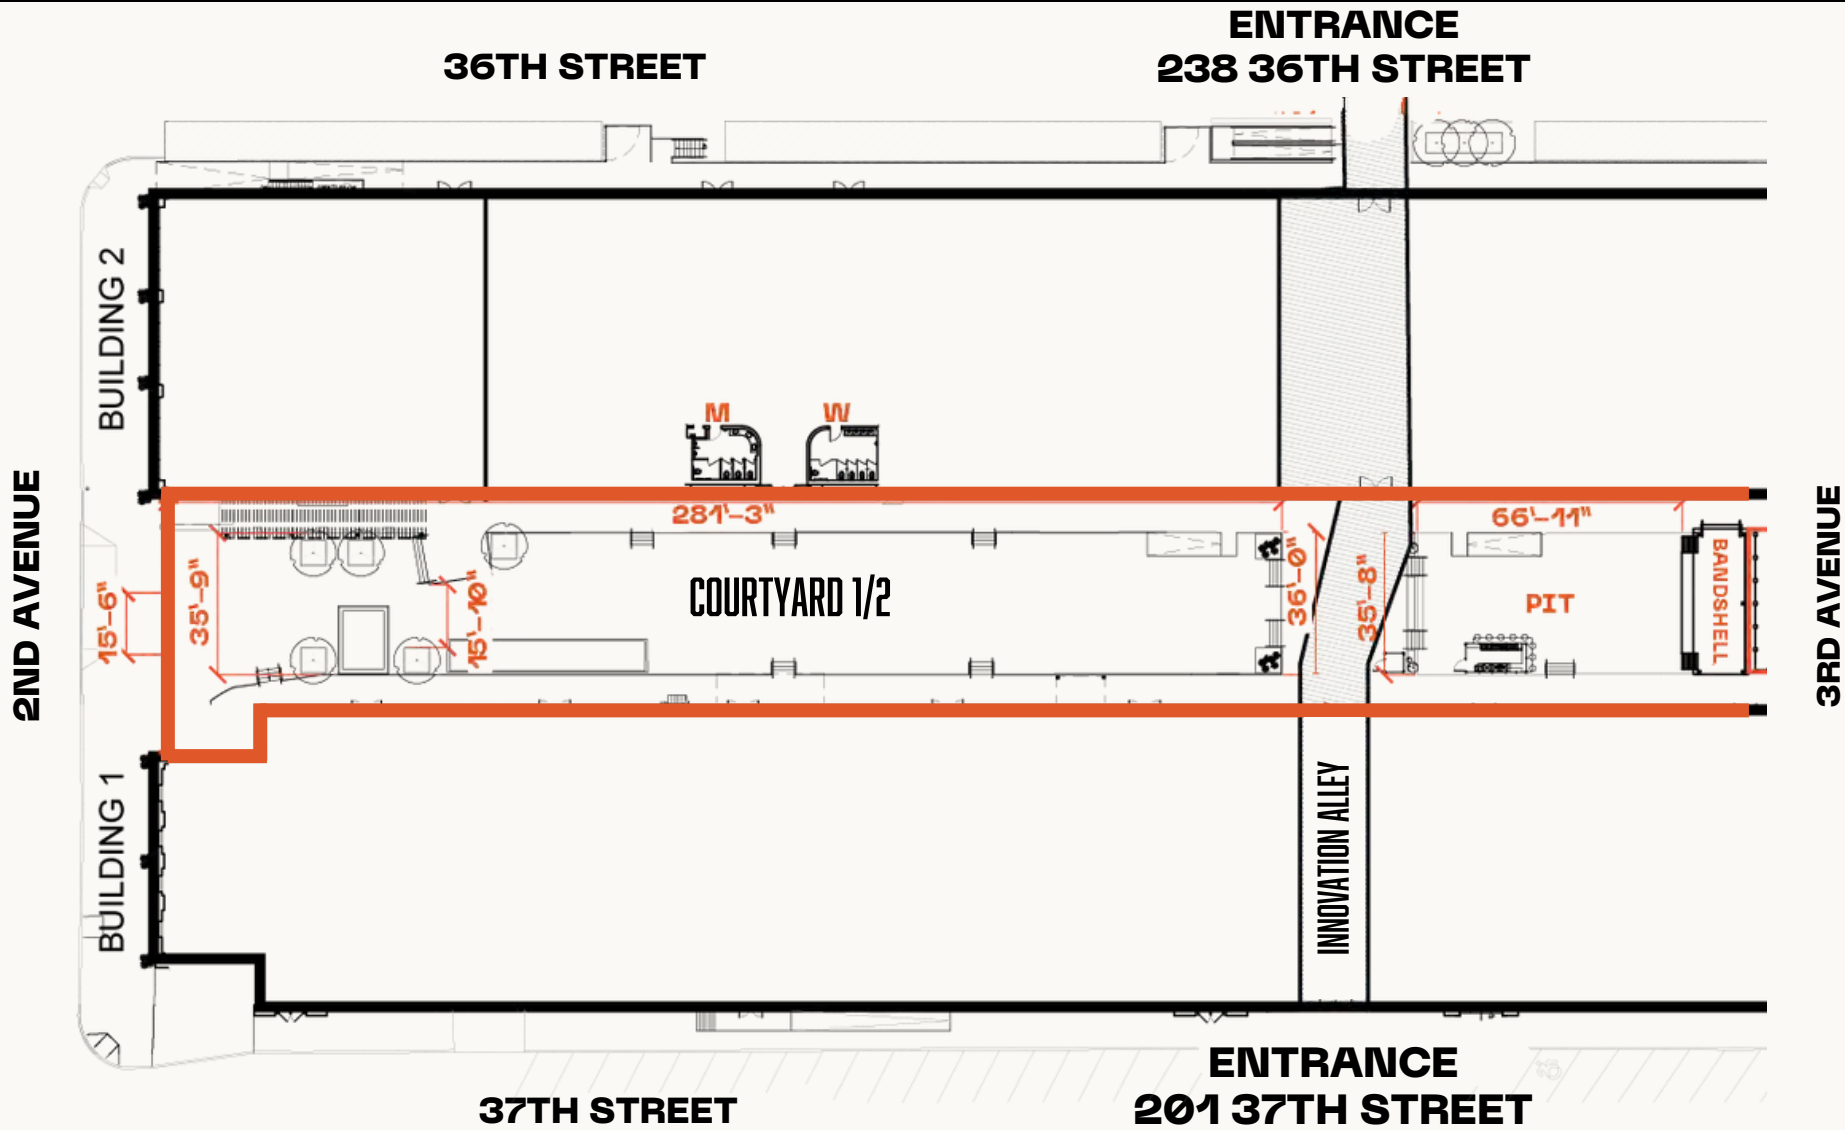 ENTRANCE
238 36TH STREET
36TH STREET
BUILDING 2
M
W
2ND AVENUE
281'-3"
66'-11"
15'-6"
35'-9"
15'-10"
COURTYARD 1/2
36'-0"
35'-8"
PIT
BANDSHELL
3RD AVENUE
BUILDING 1
INNOVATION ALLEY
ENTRANCE
201 37TH STREET
37TH STREET